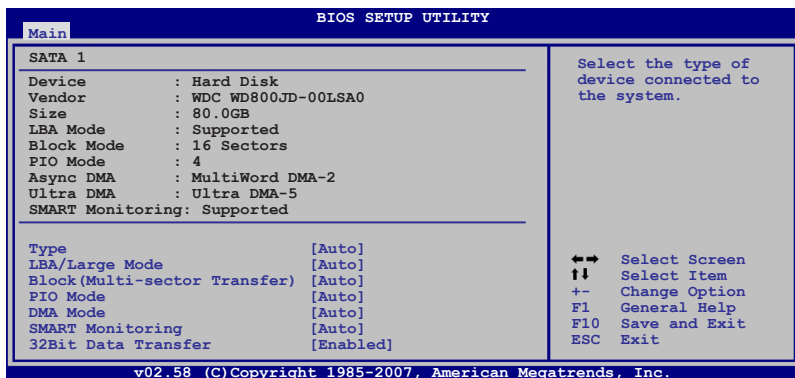 BIOS SETUP UTILITY
Main
SATA 1
Device : Hard Disk
Vendor : WDC WD800JD-00LSA0
Size : 80.0GB
LBA Mode : Supported
Block Mode : 16 Sectors
PIO Mode : 4
Async DMA : MultiWord DMA-2
Ultra DMA : Ultra DMA-5
SMART Monitoring: Supported
Type [Auto]
LBA/Large Mode [Auto]
Block(Multi-sector Transfer) [Auto]
PIO Mode [Auto]
DMA Mode [Auto]
SMART Monitoring [Auto]
32Bit Data Transfer [Enabled]
Select the type of
device connected to
the system.
←→ Select Screen
↑↓ Select Item
+- Change Option
F1 General Help
F10 Save and Exit
ESC Exit
v02.58 (C)Copyright 1985-2007, American Megatrends, Inc.